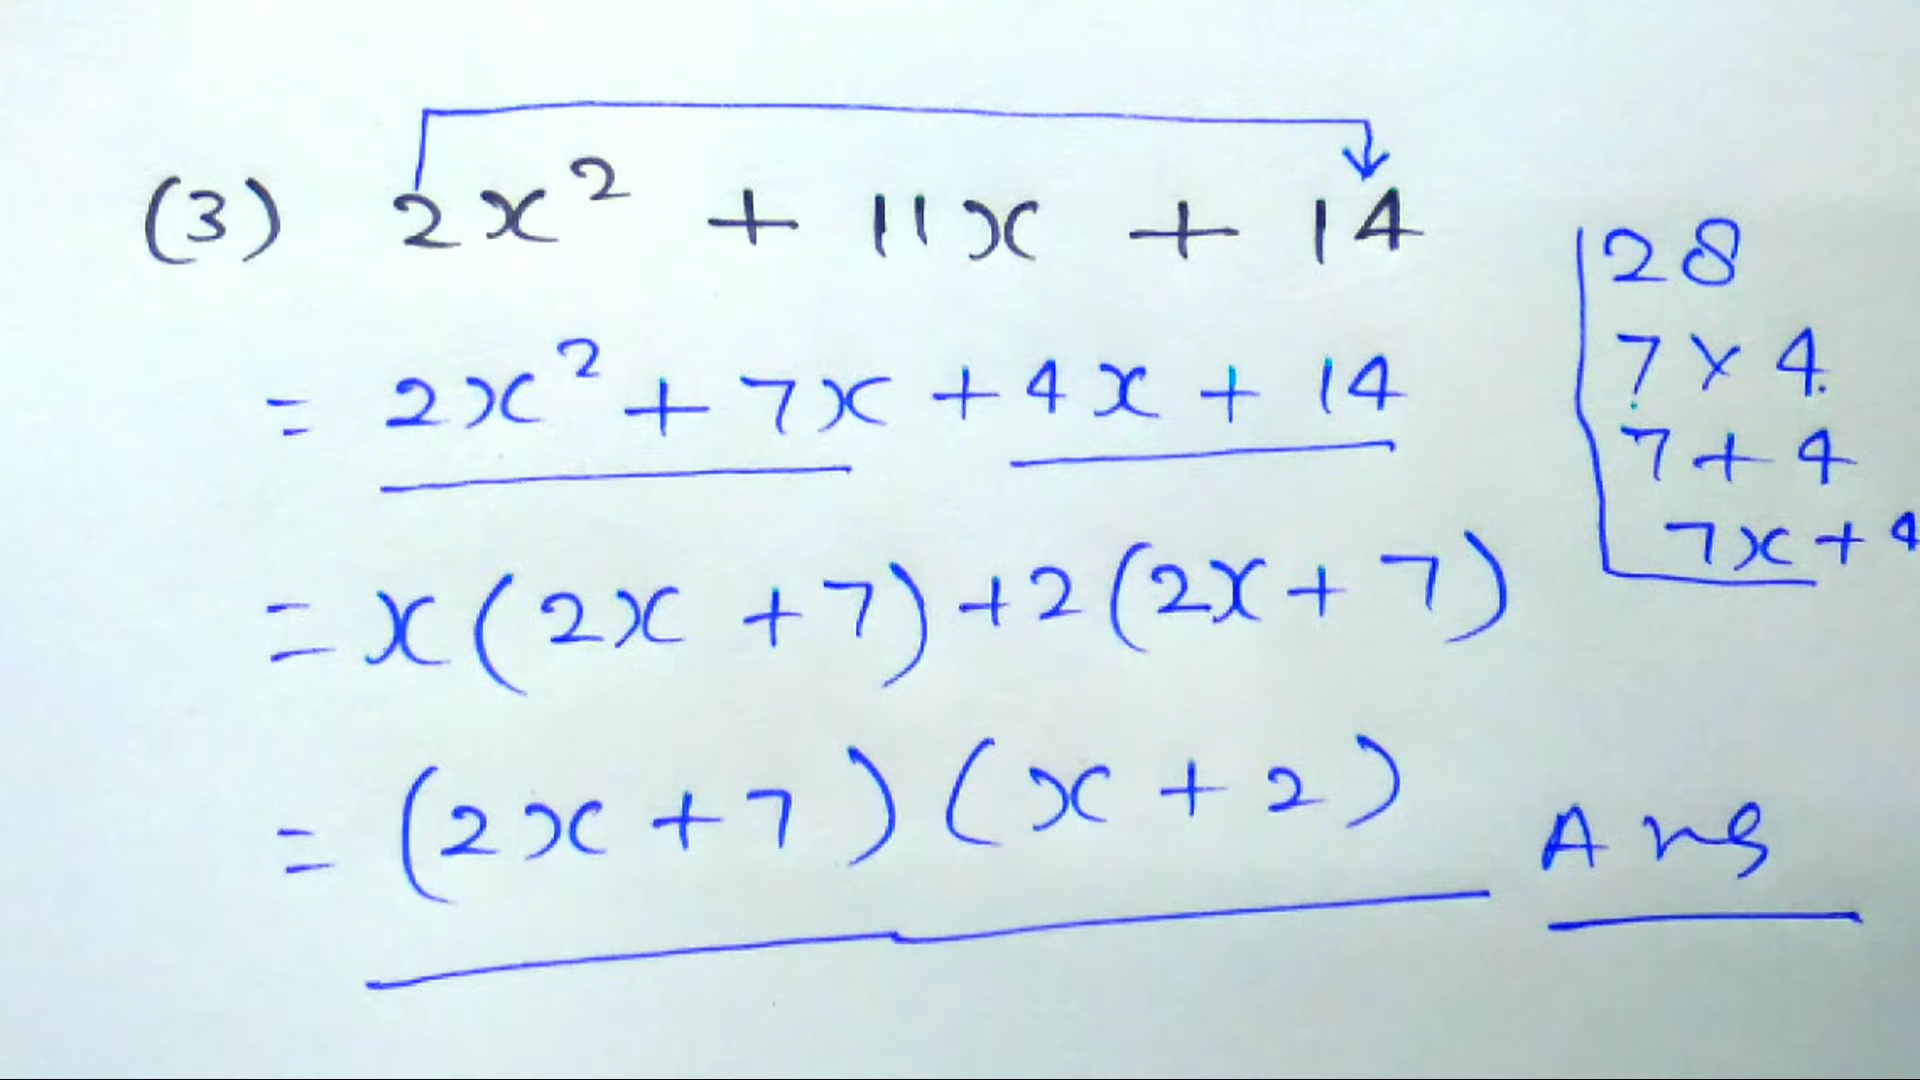 (3) 2x² + 11x + 14
= 2x² + 7x + 4x + 14
= x(2x + 7) + 2(2x + 7)
= (2x + 7)(x + 2) Ans
28
7 × 4
7 + 4
7x + 4